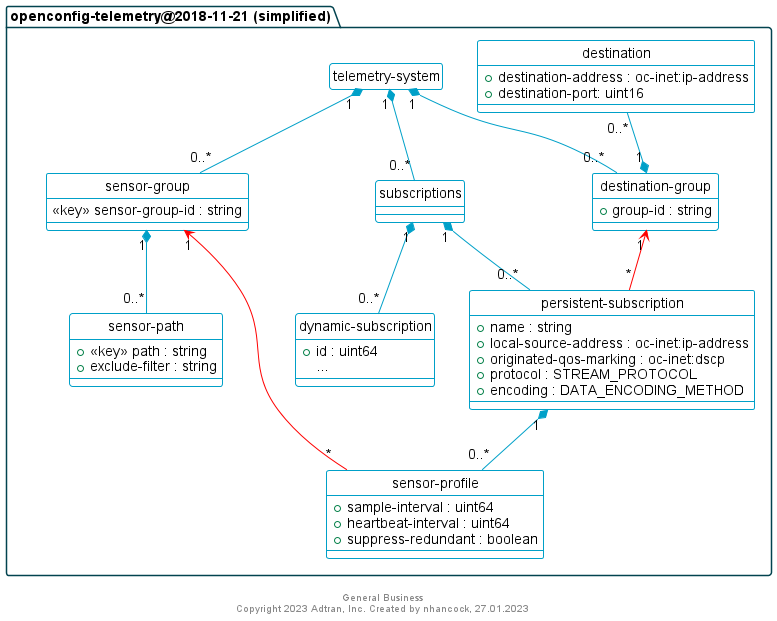 openconfig-telemetry@2018-11-21 (simplified)
destination
destination-address : oc-inet:ip-address
destination-port: uint16
telemetry-system
1
1
1
0..*
0..*
0..*
0..*
1
sensor-group
«key» sensor-group-id : string
subscriptions
destination-group
group-id : string
1
1
1
1
1
0..*
0..*
0..*
*
sensor-path
«key» path : string
exclude-filter : string
dynamic-subscription
id : uint64
...
persistent-subscription
name : string
local-source-address : oc-inet:ip-address
originated-qos-marking : oc-inet:dscp
protocol : STREAM_PROTOCOL
encoding : DATA_ENCODING_METHOD
1
*
0..*
sensor-profile
sample-interval : uint64
heartbeat-interval : uint64
suppress-redundant : boolean
General Business
Copyright 2023 Adtran, Inc. Created by nhancock, 27.01.2023